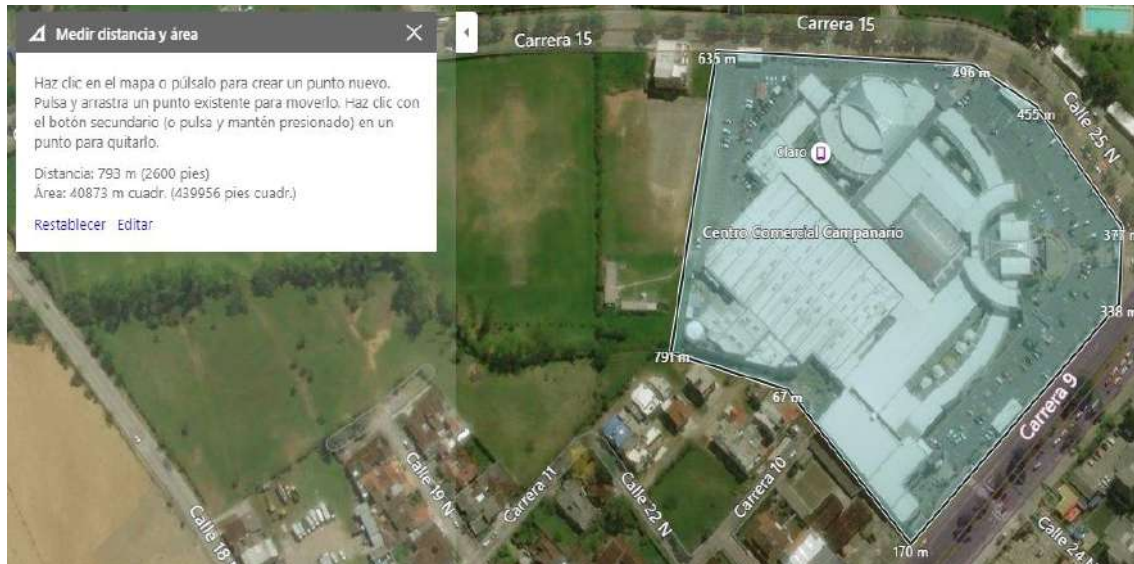 Medir distancia y área
Haz clic en el mapa o púlsalo para crear un punto nuevo.
Pulsa y arrastra un punto existente para moverlo. Haz clic con
el botón secundario (o pulsa y mantén presionado) en un
punto para quitarlo.
Distancia: 793 m (2600 pies)
Área: 40873 m cuadr. (439956 pies cuadr.)
Restablecer Editar
Carrera 15
Carrera 15
635 m
496 m
455 m
Calle 25 N
Claro
Centro Comercial Campanario
377
338 m
791 m
67 m
Carrera 9
Calle 19 N
Carrera 11
Calle 22 N
Carrera 10
Calle 18
170 m
Calle 24 N